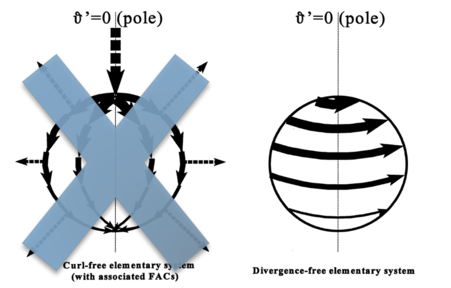 ϑ’=0 (pole)
ϑ’=0 (pole)
Curl-free elementary system
(with associated FACs)
Divergence-free elementary system